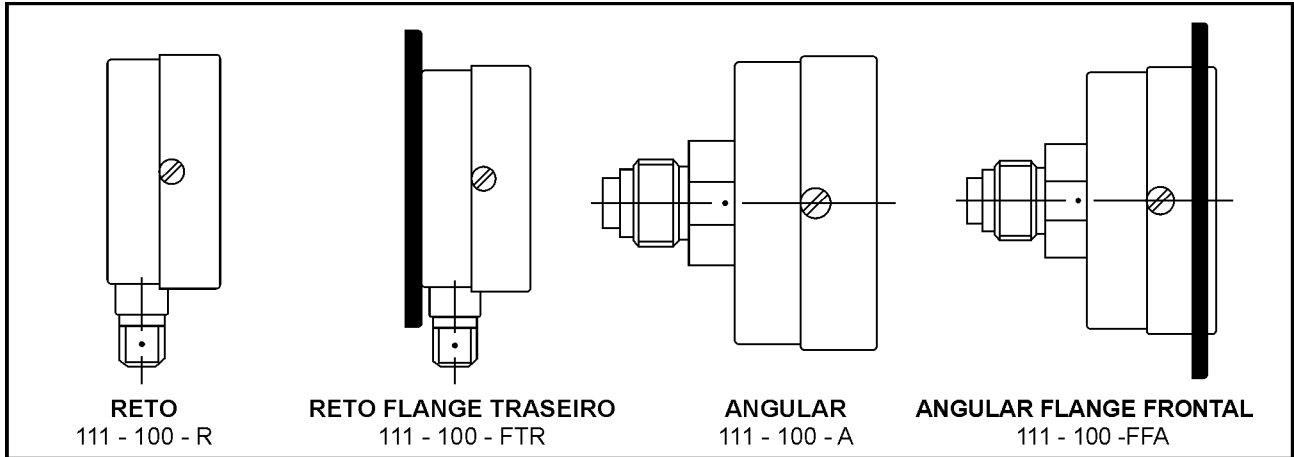 RETO
111 - 100 - R
RETO FLANGE TRASEIRO
111 - 100 - FTR
ANGULAR
111 - 100 - A
ANGULAR FLANGE FRONTAL
111 - 100 -FFA